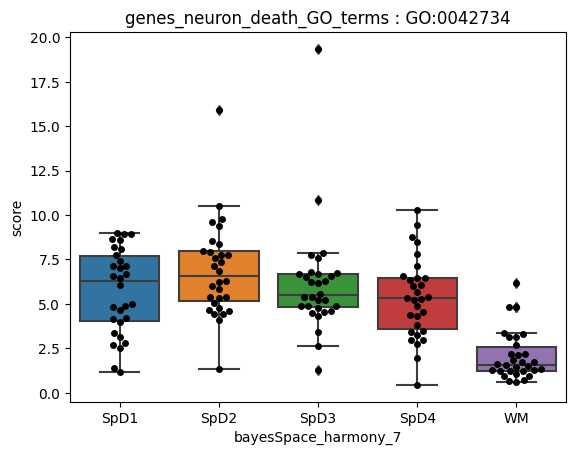 genes_neuron_death_GO_terms : GO:0042734
20.0
17.5
15.0
12.5
10.0
7.5
5.0
2.5
0.0
score
SpD1 SpD2 SpD3 SpD4 WM
bayesSpace_harmony_7